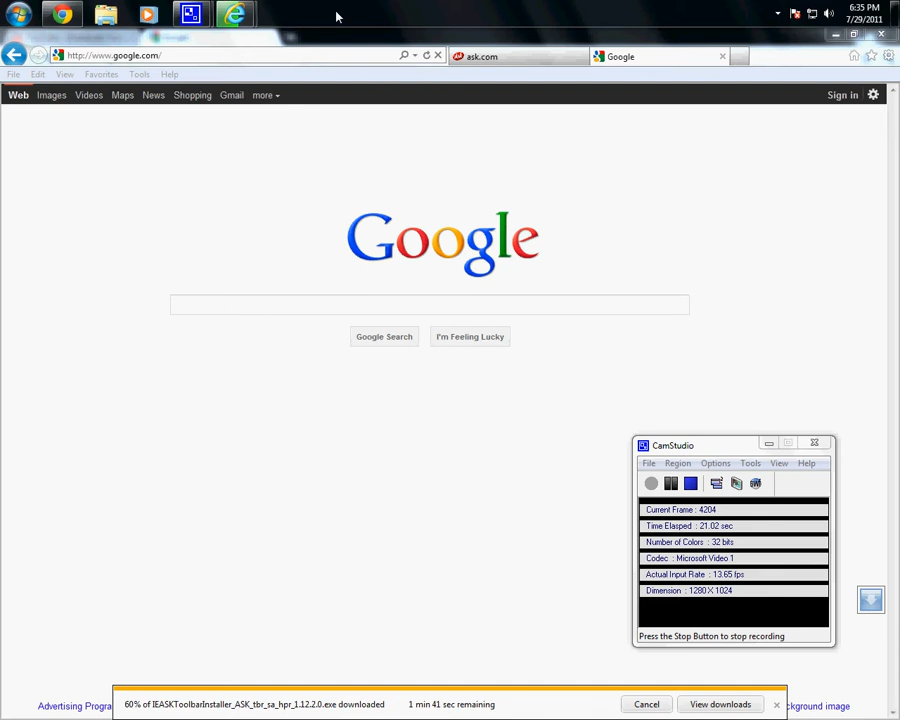 6:35 PM
7/29/2011
http://www.google.com/
ask.com
Google
File Edit View Favorites Tools Help
Web Images Videos Maps News Shopping Gmail more
Sign in
Google
Google Search
I'm Feeling Lucky
CamStudio
File Region Options Tools View Help
Current Frame : 4204
Time Elasped : 21.02 sec
Number of Colors : 32 bits
Codec : Microsoft Video 1
Actual Input Rate : 13.65 fps
Dimension : 1280 X 1024
Press the Stop Button to stop recording
Advertising Progra
ckground image
60% of IEASKToolbarInstaller_ASK_tbr_sa_hpr_1.12.2.0.exe downloaded 1 min 41 sec remaining
Cancel
View downloads